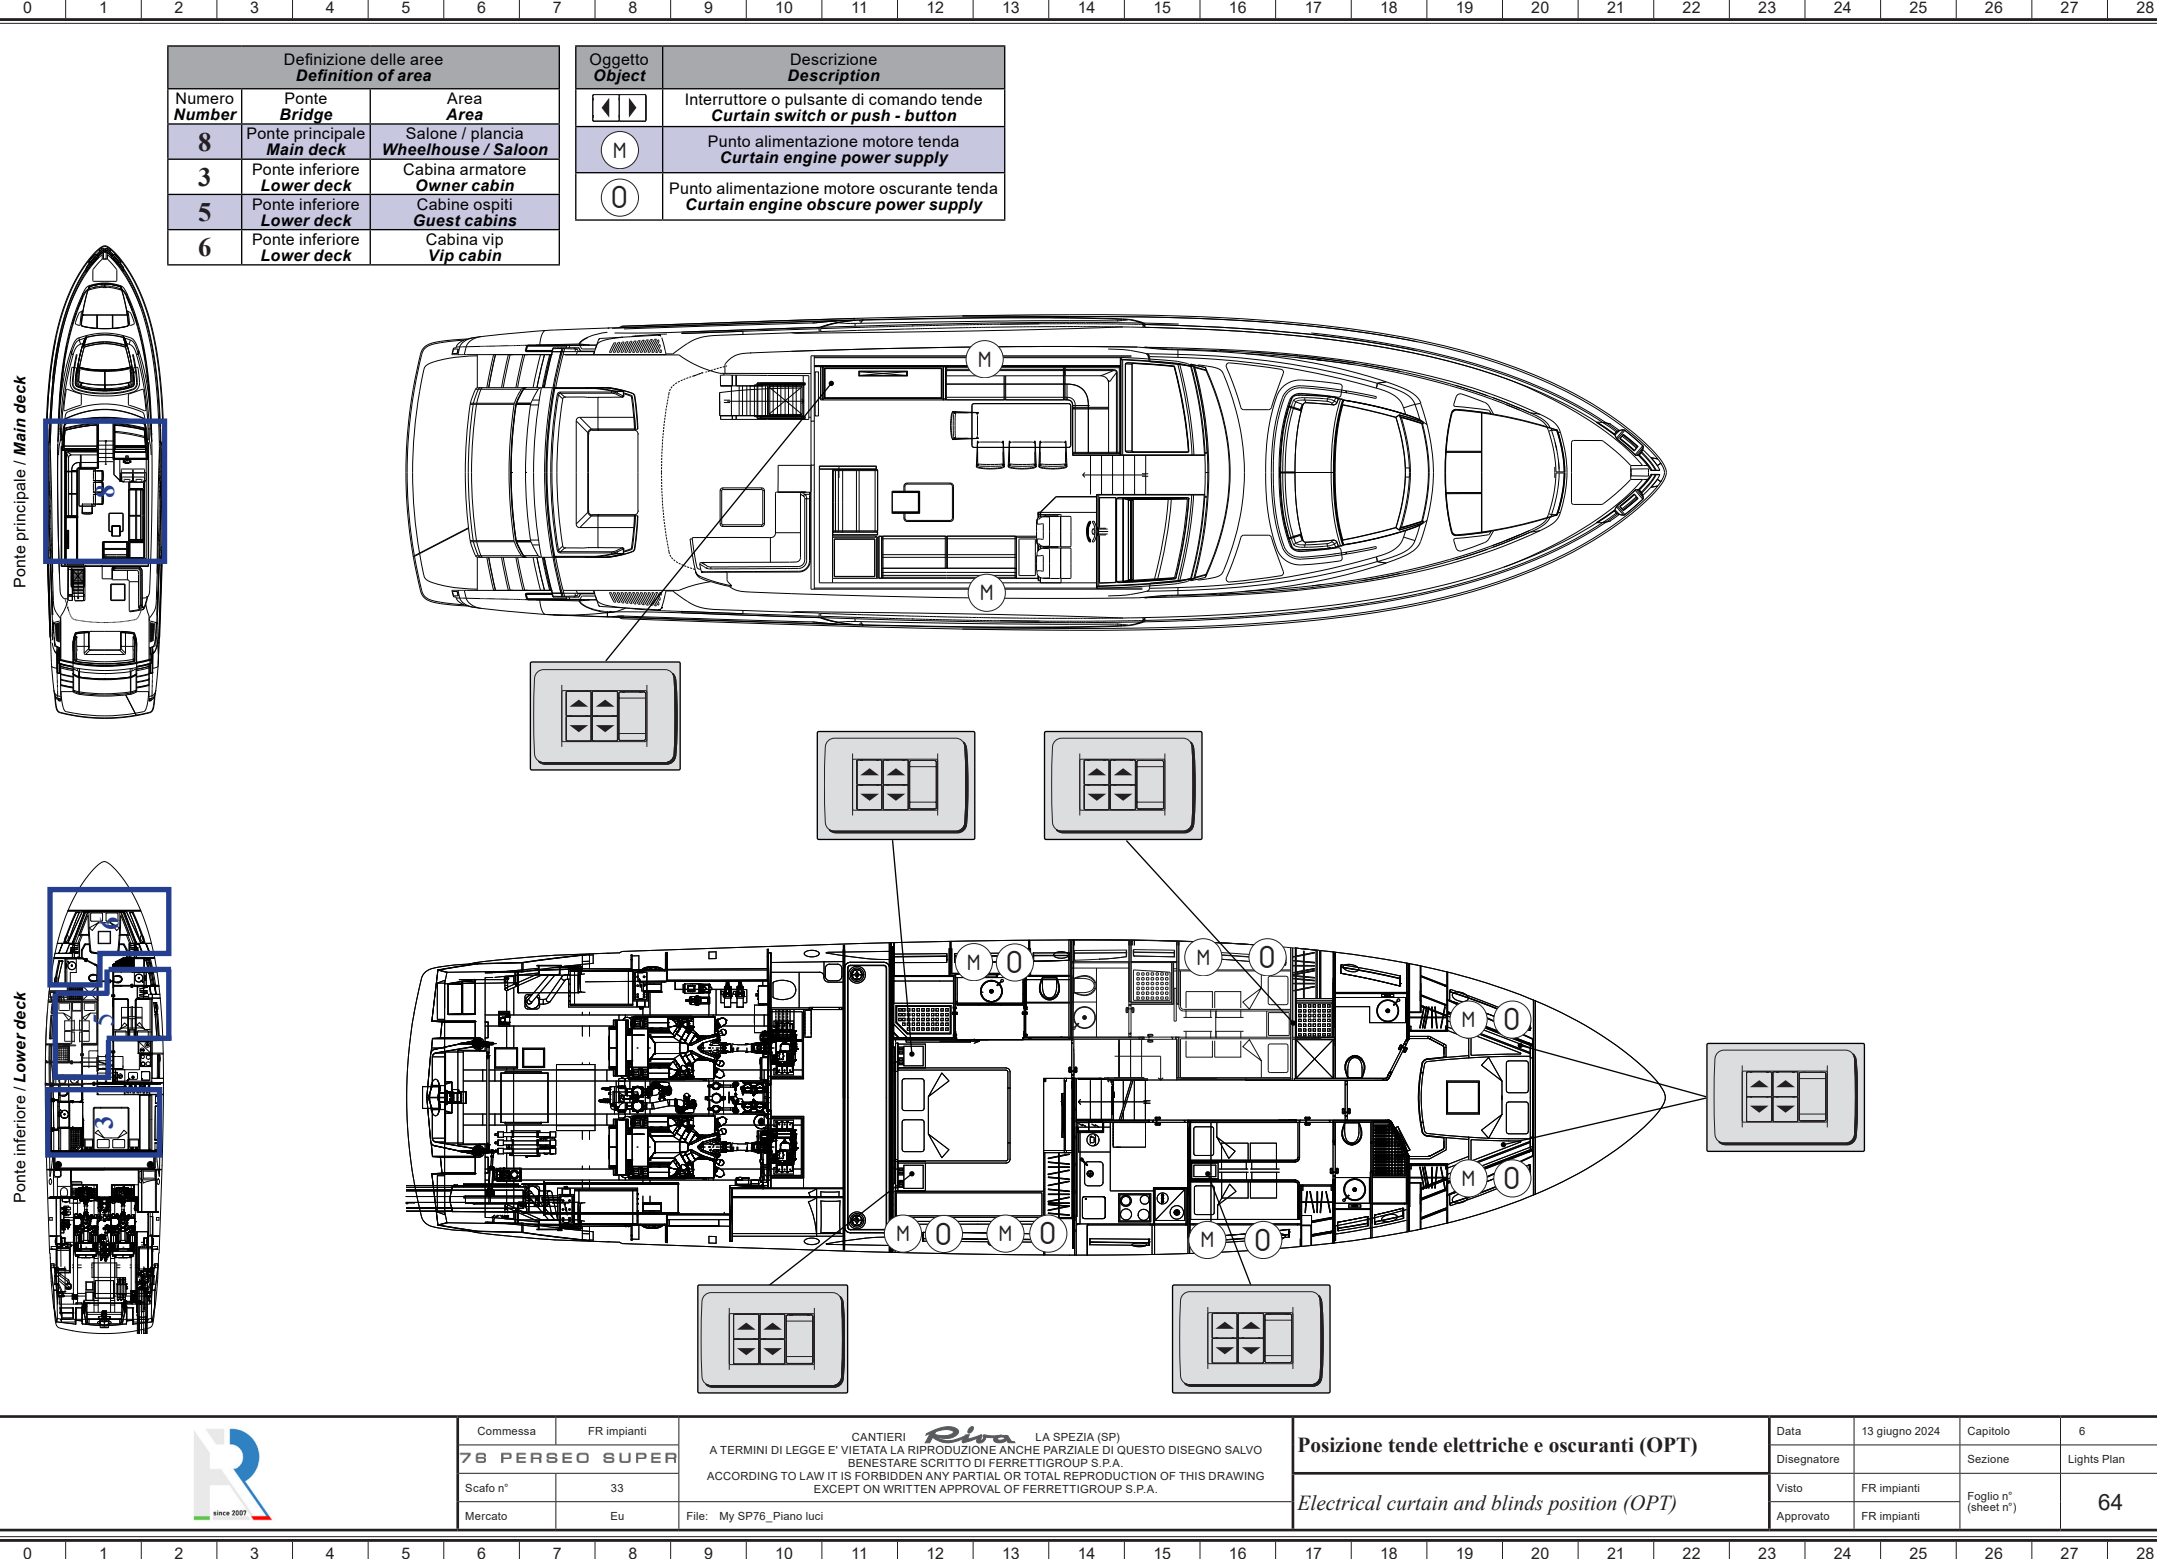 0 1 2 3 4 5 6 7 8 9 10 11 12 13 14 15 16 17 18 19 20 21 22 23 24 25 26 27 28
Definizione delle aree
Definition of area
Numero Ponte Area
Number Bridge Area
8 Ponte principale Salone / plancia
Main deck Wheelhouse / Saloon
3 Ponte inferiore Cabina armatore
Lower deck Owner cabin
5 Ponte inferiore Cabine ospiti
Lower deck Guest cabins
6 Ponte inferiore Cabina vip
Lower deck Vip cabin
Oggetto Descrizione
Object Description
Interruttore o pulsante di comando tende
Curtain switch or push - button
M Punto alimentazione motore tenda
Curtain engine power supply
O Punto alimentazione motore oscurante tenda
Curtain engine obscure power supply
Ponte principale / Main deck
8
M
M
Ponte inferiore / Lower deck
6
5
3
M O M O
M O
M O
M O M O M O
since 2007
Commessa FR impianti
76 PERSEO SUPER
Scafo n° 33
Mercato Eu
CANTIERI Riva LA SPEZIA (SP)
A TERMINI DI LEGGE E' VIETATA LA RIPRODUZIONE ANCHE PARZIALE DI QUESTO DISEGNO SALVO
BENESTARE SCRITTO DI FERRETTIGROUP S.P.A.
ACCORDING TO LAW IT IS FORBIDDEN ANY PARTIAL OR TOTAL REPRODUCTION OF THIS DRAWING
EXCEPT ON WRITTEN APPROVAL OF FERRETTIGROUP S.P.A.
File: My SP76_Piano luci
Posizione tende elettriche e oscuranti (OPT)
Electrical curtain and blinds position (OPT)
Data 13 giugno 2024 Capitolo 6
Disegnatore Sezione Lights Plan
Visto FR impianti Foglio n°
(sheet n°) 64
Approvato FR impianti
0 1 2 3 4 5 6 7 8 9 10 11 12 13 14 15 16 17 18 19 20 21 22 23 24 25 26 27 28